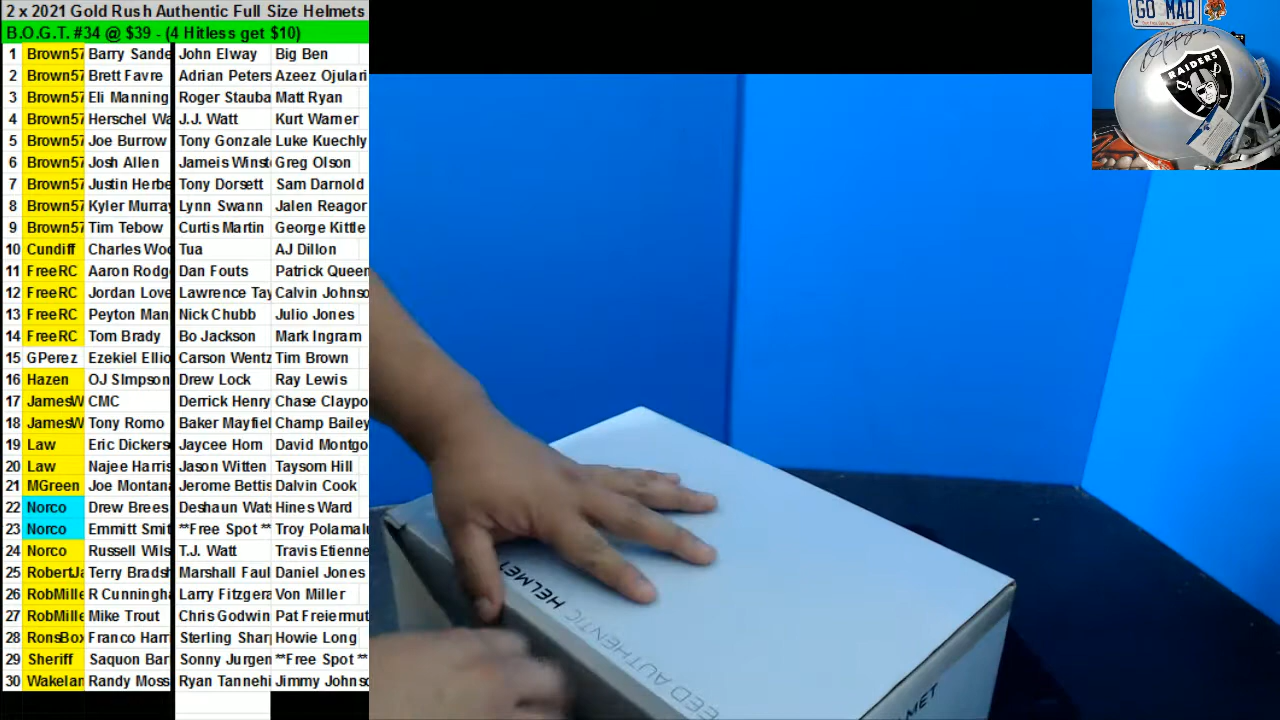 2 x 2021 Gold Rush Authentic Full Size Helmets
B.O.G.T. #34 @ $39 - (4 Hitless get $10)
1 Brown57 Barry Sande John Elway Big Ben
2 Brown57 Brett Favre Adrian Peters Azeez Ojulari
3 Brown57 Eli Manning Roger Stauba Matt Ryan
4 Brown57 Herschel Wa J.J. Watt Kurt Warner
5 Brown57 Joe Burrow Tony Gonzale Luke Kuechly
6 Brown57 Josh Allen Jameis Winst Greg Olson
7 Brown57 Justin Herbe Tony Dorsett Sam Darnold
8 Brown57 Kyler Murray Lynn Swann Jalen Reagor
9 Brown57 Tim Tebow Curtis Martin George Kittle
10 Cundiff Charles Woo Tua AJ Dillon
11 FreeRC Aaron Rodg Dan Fouts Patrick Queen
12 FreeRC Jordan Love Lawrence Tay Calvin Johnso
13 FreeRC Peyton Man Nick Chubb Julio Jones
14 FreeRC Tom Brady Bo Jackson Mark Ingram
15 GPerez Ezekiel Ellio Carson Wentz Tim Brown
16 Hazen OJ SImpson Drew Lock Ray Lewis
17 JamesW CMC Derrick Henry Chase Claypo
18 JamesW Tony Romo Baker Mayfiel Champ Bailey
19 Law Eric Dickers Jaycee Horn David Montgo
20 Law Najee Harris Jason Witten Taysom Hill
21 MGreen Joe Montana Jerome Bettis Dalvin Cook
22 Norco Drew Brees Deshaun Wats Hines Ward
23 Norco Emmitt Smit **Free Spot ** Troy Polamalu
24 Norco Russell Wils T.J. Watt Travis Etienne
25 RobertJa Terry Bradsh Marshall Faul Daniel Jones
26 RobMille R Cunningha Larry Fitzgera Von Miller
27 RobMille Mike Trout Chris Godwin Pat Freiermut
28 RonsBox Franco Harr Sterling Shar Howie Long
29 Sheriff Saquon Bar Sonny Jurgen **Free Spot **
30 Wakelan Randy Moss Ryan Tannehi Jimmy Johnso
GO MAD
RAIDERS
EED AUTHENTIC HELMET
LMET